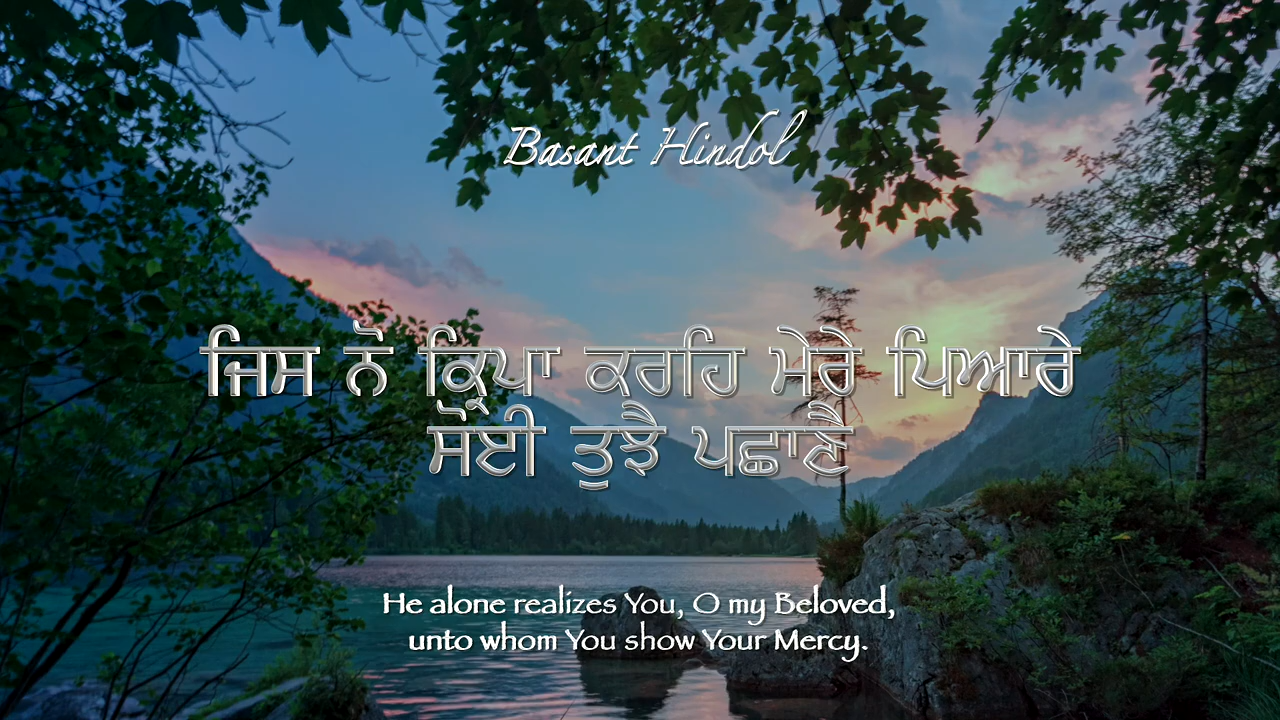 Basant Hindol
ਜਿਸ ਨੋ ਕ੍ਰਿਪਾ ਕਰਹਿ ਮੇਰੇ ਪਿਆਰੇ
ਸੋਈ ਤੁਝੈ ਪਛਾਣੈ
He alone realizes You, O my Beloved,
unto whom You show Your Mercy.